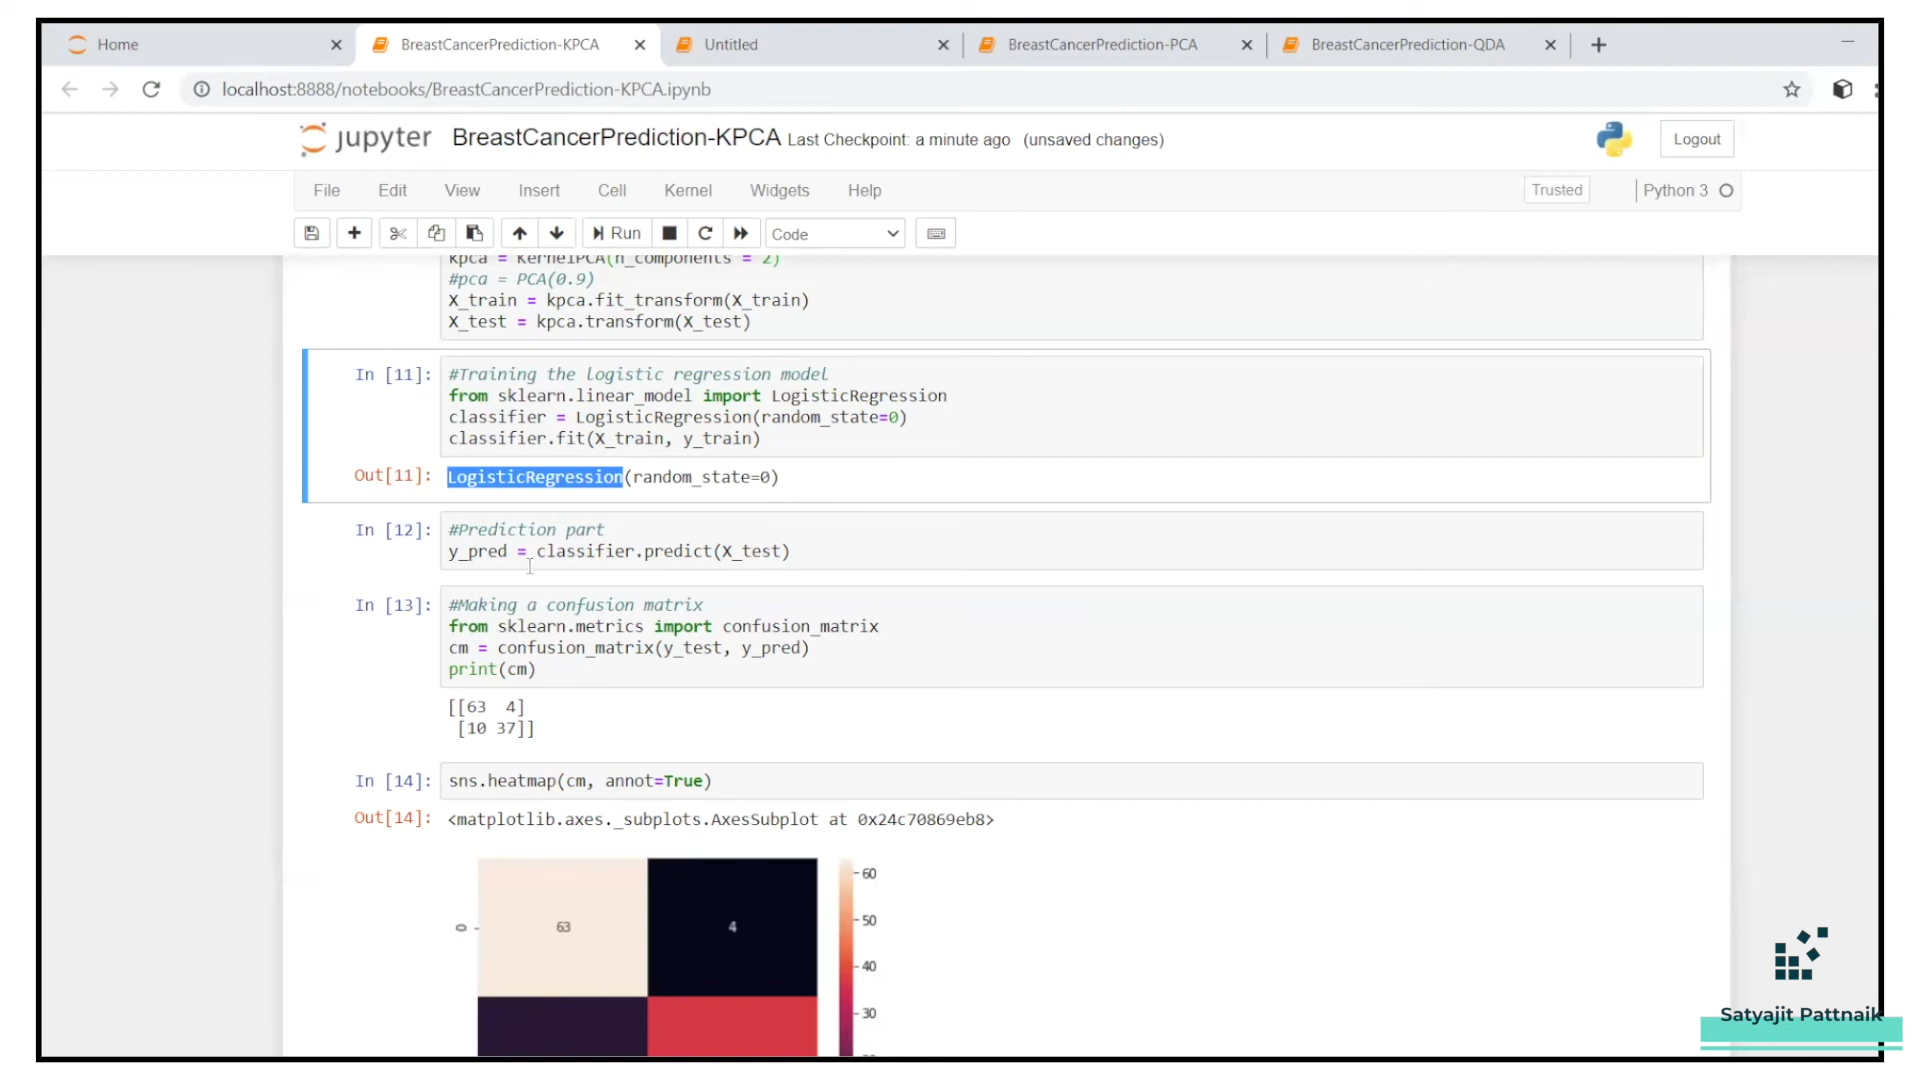 Home
BreastCancerPrediction-KPCA
Untitled
BreastCancerPrediction-PCA
BreastCancerPrediction-QDA
localhost:8888/notebooks/BreastCancerPrediction-KPCA.ipynb
jupyter BreastCancerPrediction-KPCA Last Checkpoint: a minute ago (unsaved changes)
Logout
File Edit View Insert Cell Kernel Widgets Help
Trusted
Python 3
Run
Code
kpca = KernelPCA(n_components = 2)
#pca = PCA(0.9)
X_train = kpca.fit_transform(X_train)
X_test = kpca.transform(X_test)
In [11]: #Training the logistic regression model
from sklearn.linear_model import LogisticRegression
classifier = LogisticRegression(random_state=0)
classifier.fit(X_train, y_train)
Out[11]: LogisticRegression(random_state=0)
In [12]: #Prediction part
y_pred = classifier.predict(X_test)
In [13]: #Making a confusion matrix
from sklearn.metrics import confusion_matrix
cm = confusion_matrix(y_test, y_pred)
print(cm)
[[63 4]
[10 37]]
In [14]: sns.heatmap(cm, annot=True)
Out[14]: <matplotlib.axes._subplots.AxesSubplot at 0x24c70869eb8>
60
50
40
30
0
63
4
Satyajit Pattnaik